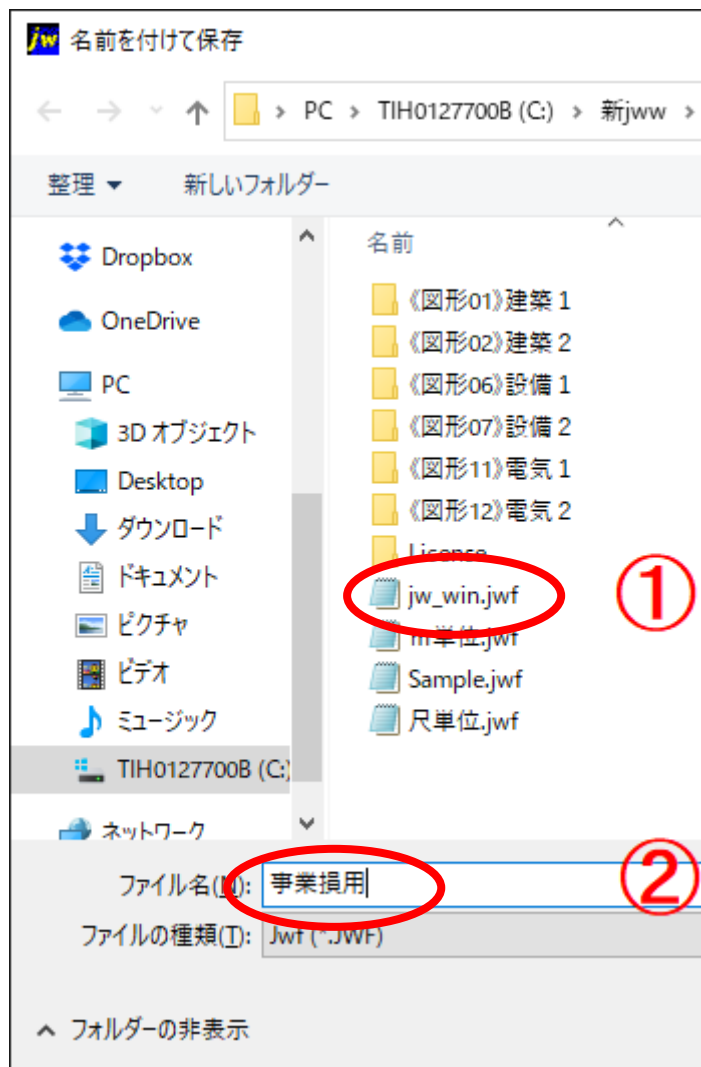 jw 名前を付けて保存
← → ↑ › PC › TIH0127700B (C:) › 新jww ›
整理 ▼ 新しいフォルダー
名前
Dropbox
OneDrive
PC
3D オブジェクト
Desktop
ダウンロード
ドキュメント
ピクチャ
ビデオ
ミュージック
TIH0127700B (C:)
ネットワーク
《図形01》建築 1
《図形02》建築 2
《図形06》設備 1
《図形07》設備 2
《図形11》電気 1
《図形12》電気 2
License
jw_win.jwf
①
m単位.jwf
Sample.jwf
尺単位.jwf
ファイル名(N): 事業損用
②
ファイルの種類(T): Jwf (*.JWF)
フォルダーの非表示